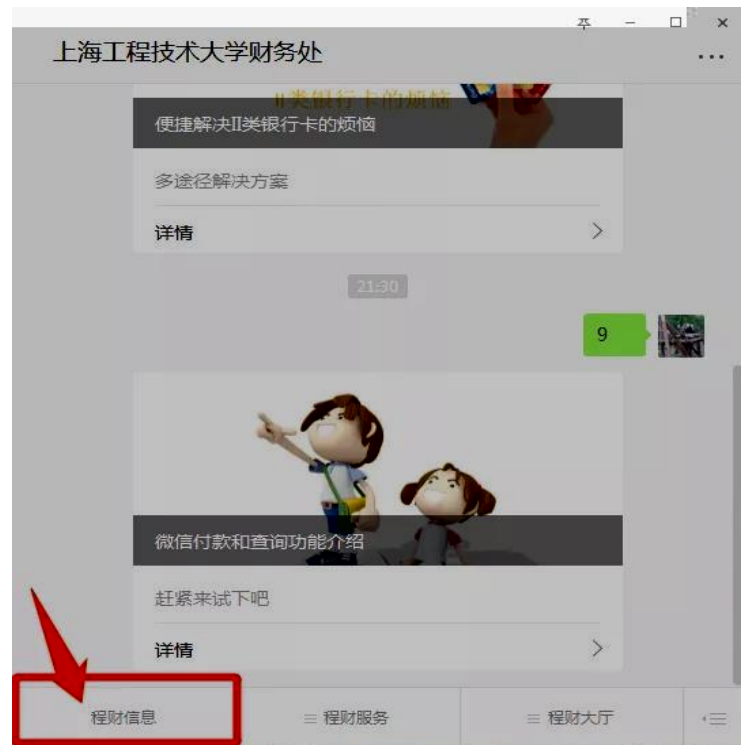 上海工程技术大学财务处
II类银行卡的烦恼
便捷解决II类银行卡的烦恼
多途径解决方案
详情
21:30
9
微信付款和查询功能介绍
赶紧来试下吧
详情
程财信息
程财服务
程财大厅